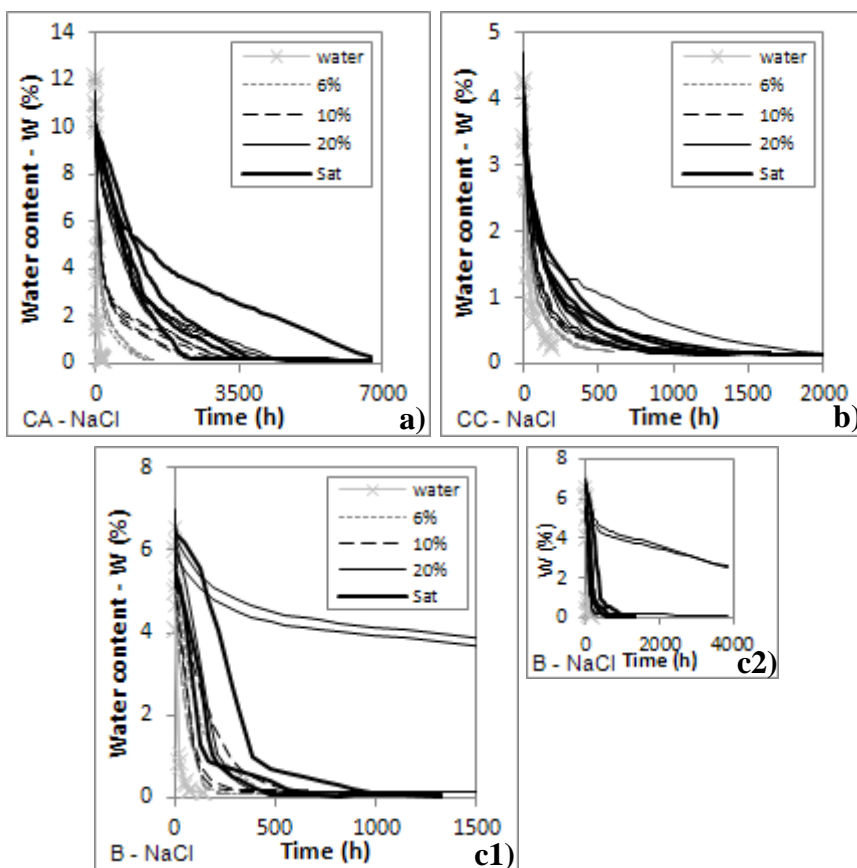 Water content - W (%)
14
12
10
8
6
4
2
0
water
6%
10%
20%
Sat
0
3500
7000
CA - NaCl
Time (h)
a)
Water content - W (%)
5
4
3
2
1
0
water
6%
10%
20%
Sat
0
500
1000
1500
2000
CC - NaCl
Time (h)
b)
Water content - W (%)
8
6
4
2
0
water
6%
10%
20%
Sat
0
500
1000
1500
B - NaCl
Time (h)
c1)
W (%)
8
6
4
2
0
0
2000
4000
B - NaCl
Time (h)
c2)